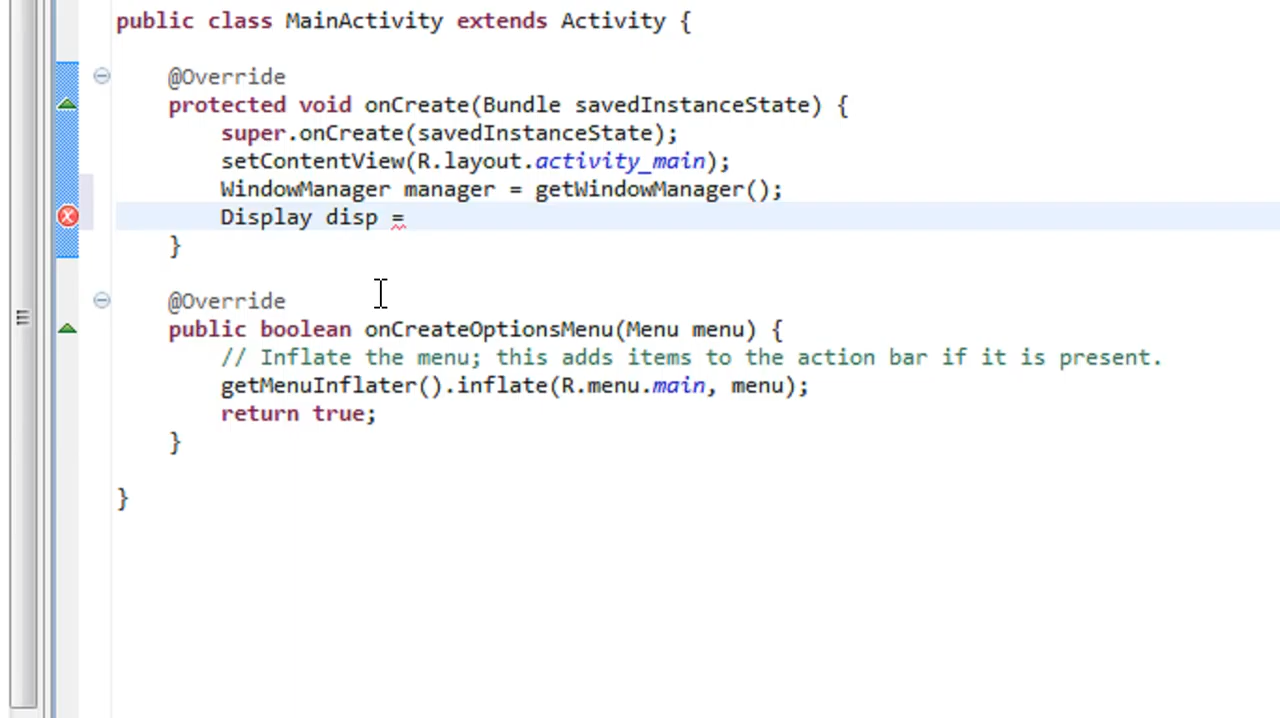 public class MainActivity extends Activity {
@Override
protected void onCreate(Bundle savedInstanceState) {
super.onCreate(savedInstanceState);
setContentView(R.layout.activity_main);
WindowManager manager = getWindowManager();
Display disp =
}
@Override
public boolean onCreateOptionsMenu(Menu menu) {
// Inflate the menu; this adds items to the action bar if it is present.
getMenuInflater().inflate(R.menu.main, menu);
return true;
}
}